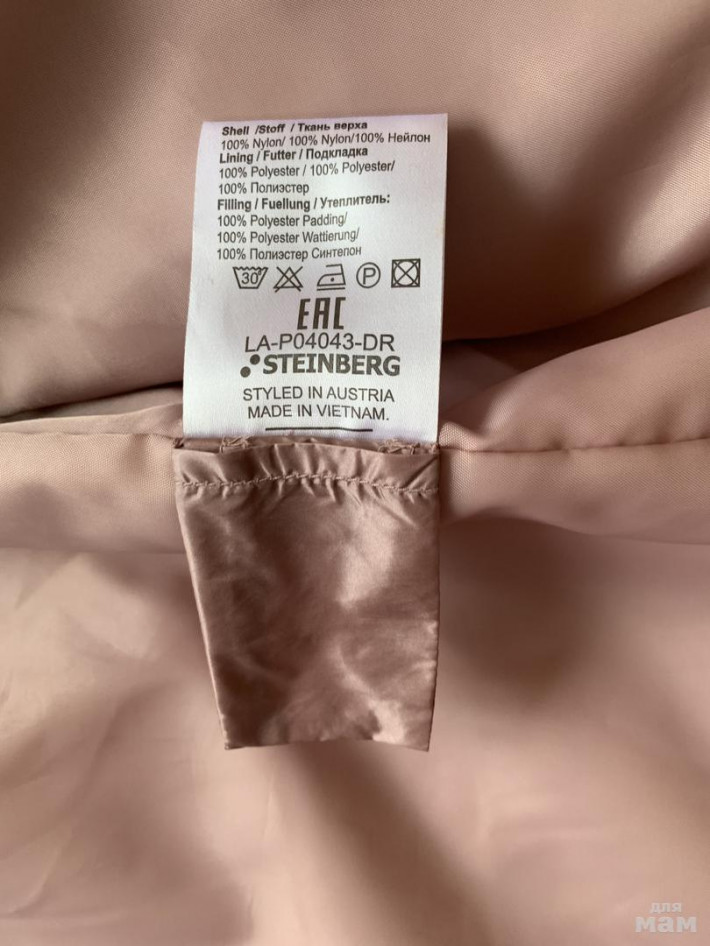 Shell /Stoff / Ткань верха
100% Nylon/ 100% Nylon/100% Нейлон
Lining / Futter / Подкладка
100% Polyester / 100% Polyester/
100% Полиэстер
Filling / Fuellung / Утеплитель:
100% Polyester Padding/
100% Polyester Wattierung/
100% Полиэстер Синтепон
30 P
EAC
LA-P04043-DR
STEINBERG
STYLED IN AUSTRIA
MADE IN VIETNAM.
для
мам